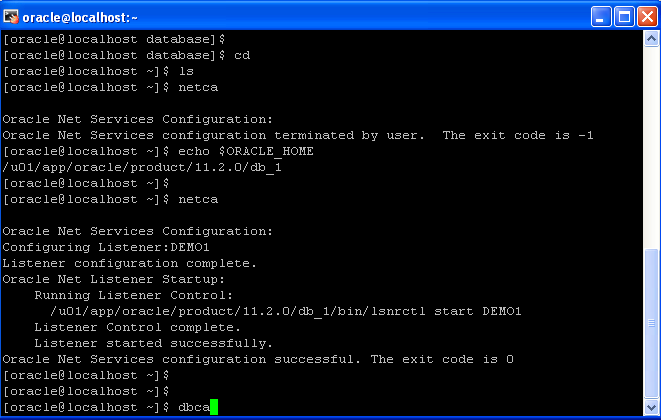 oracle@localhost:~
[oracle@localhost database]$
[oracle@localhost database]$ cd
[oracle@localhost ~]$ ls
[oracle@localhost ~]$ netca
Oracle Net Services Configuration:
Oracle Net Services configuration terminated by user.  The exit code is -1
[oracle@localhost ~]$ echo $ORACLE_HOME
/u01/app/oracle/product/11.2.0/db_1
[oracle@localhost ~]$
[oracle@localhost ~]$ netca
Oracle Net Services Configuration:
Configuring Listener:DEMO1
Listener configuration complete.
Oracle Net Listener Startup:
    Running Listener Control:
      /u01/app/oracle/product/11.2.0/db_1/bin/lsnrctl start DEMO1
    Listener Control complete.
    Listener started successfully.
Oracle Net Services configuration successful. The exit code is 0
[oracle@localhost ~]$
[oracle@localhost ~]$
[oracle@localhost ~]$ dbca